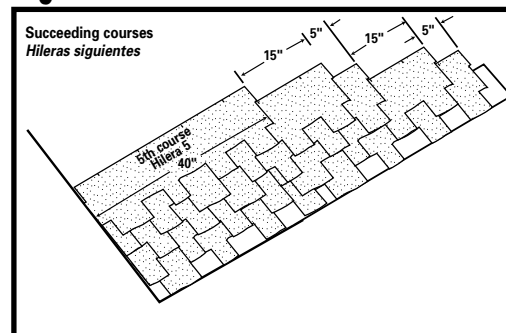 Succeeding courses
Hileras siguientes
15"
5"
15"
5"
5th course
Hilera 5
40"